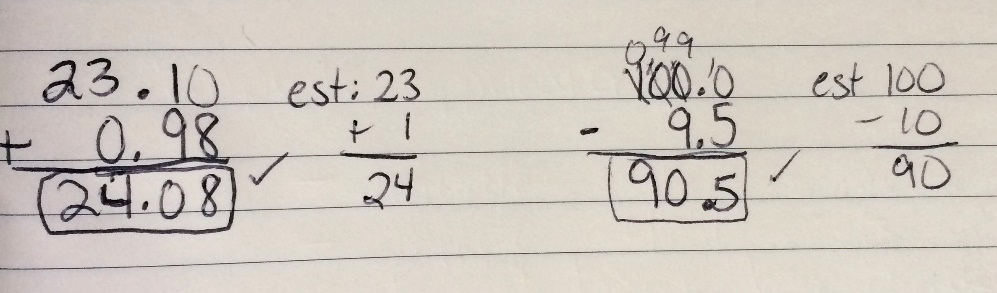 0 9 9
23.10 est: 23 100.0 est 100
+ 0.98 + 1 - 9.5 - 10
24.08 ✓ 24 90.5 ✓ 90